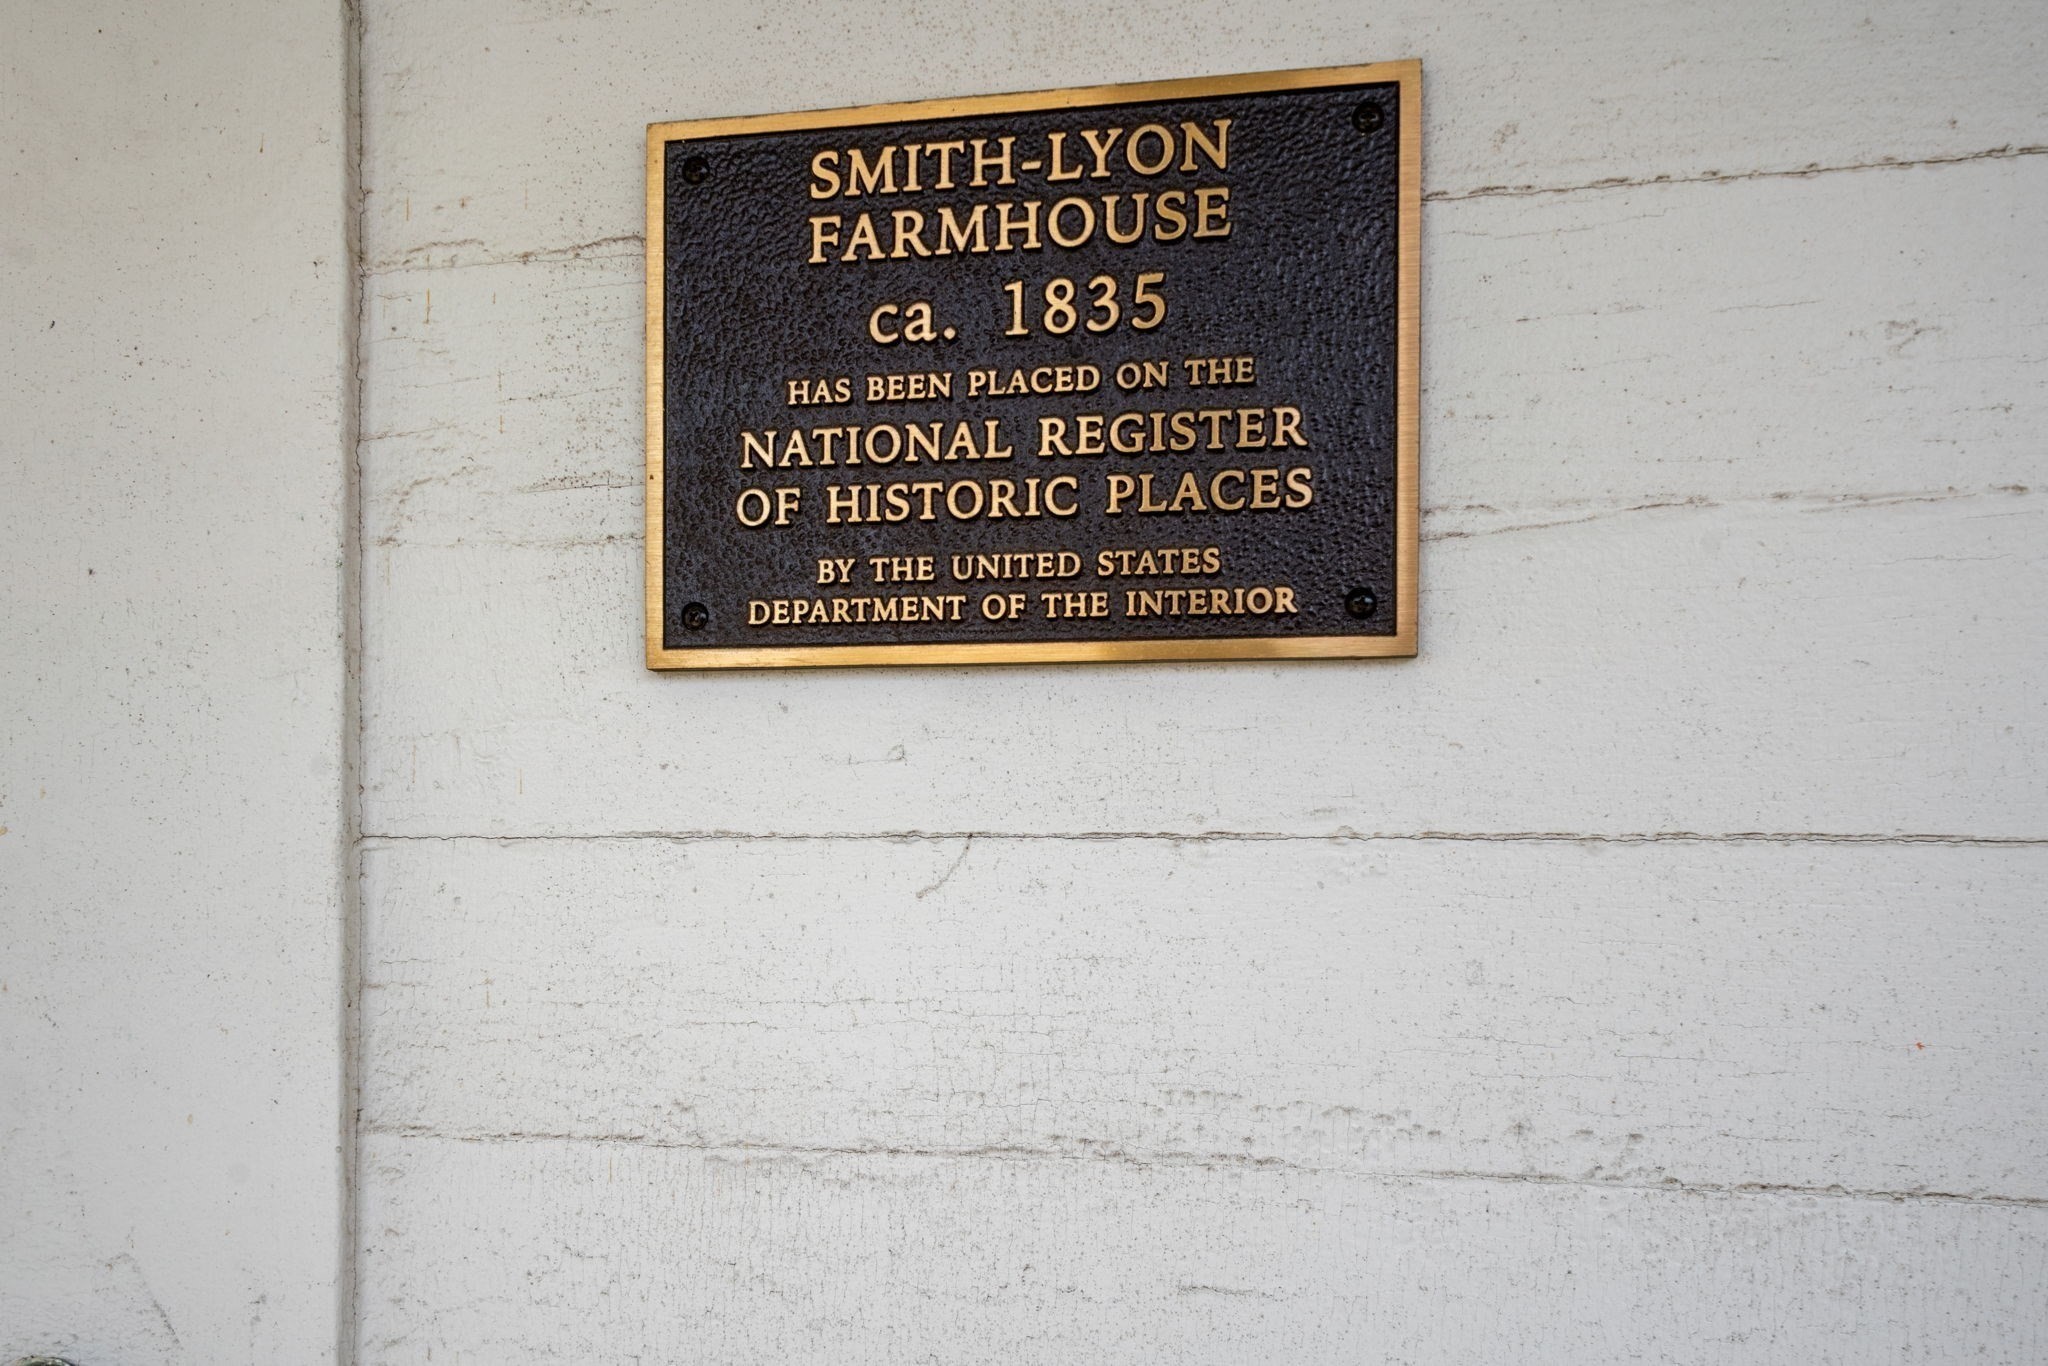 SMITH-LYON
FARMHOUSE
ca. 1835
HAS BEEN PLACED ON THE
NATIONAL REGISTER
OF HISTORIC PLACES
BY THE UNITED STATES
DEPARTMENT OF THE INTERIOR